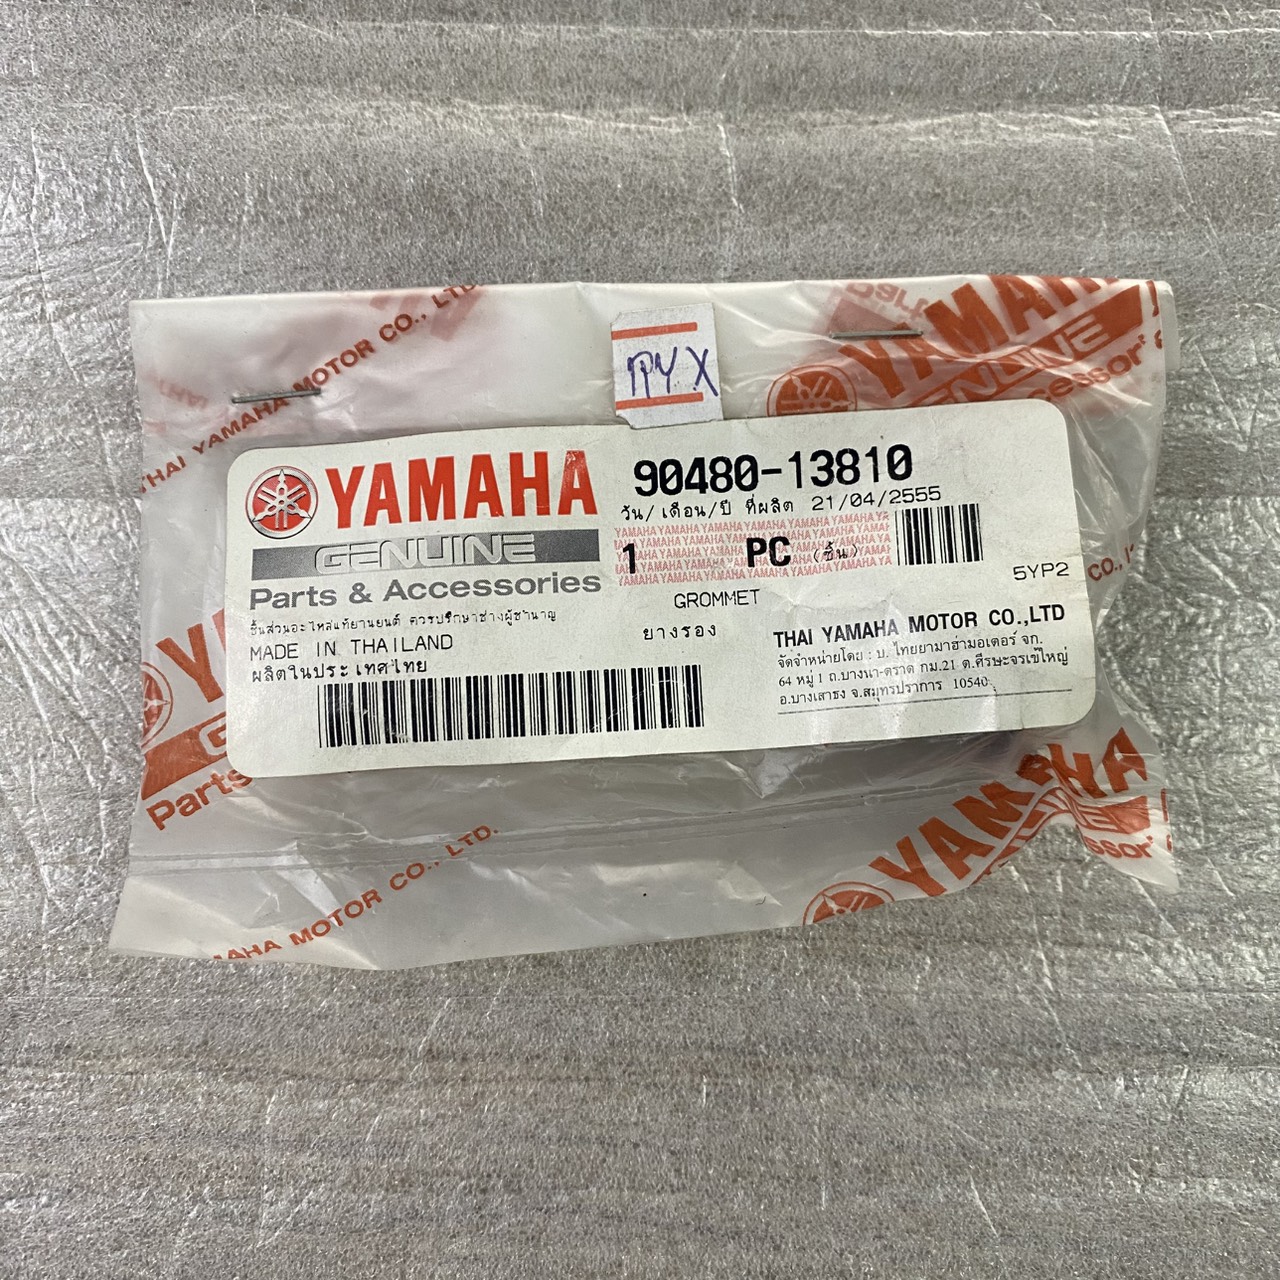 THAI YAMAHA MOTOR CO., LTD.
YAMAHA
GENUINE
YAMAHA
GENUINE
Parts & Accessories
ชิ้นส่วนอะไหล่แท้ยานยนต์ ควรปรึกษาช่างผู้ชำนาญ
MADE IN THAILAND
ผลิตในประเทศไทย
90480-13810
วัน/เดือน/ปี ที่ผลิต 21/04/2555
1 PC (ชิ้น)
GROMMET
ยางรอง
5YP2
THAI YAMAHA MOTOR CO.,LTD
จัดจำหน่ายโดย : บ. ไทยยามาฮ่ามอเตอร์ จก.
64 หมู่ 1 ถ.บางนา-ตราด กม.21 ต.ศีรษะจรเข้ใหญ่
อ.บางเสาธง จ.สมุทรปราการ 10540
Parts
AMAHA MOTOR CO., LTD.
YAMAHA